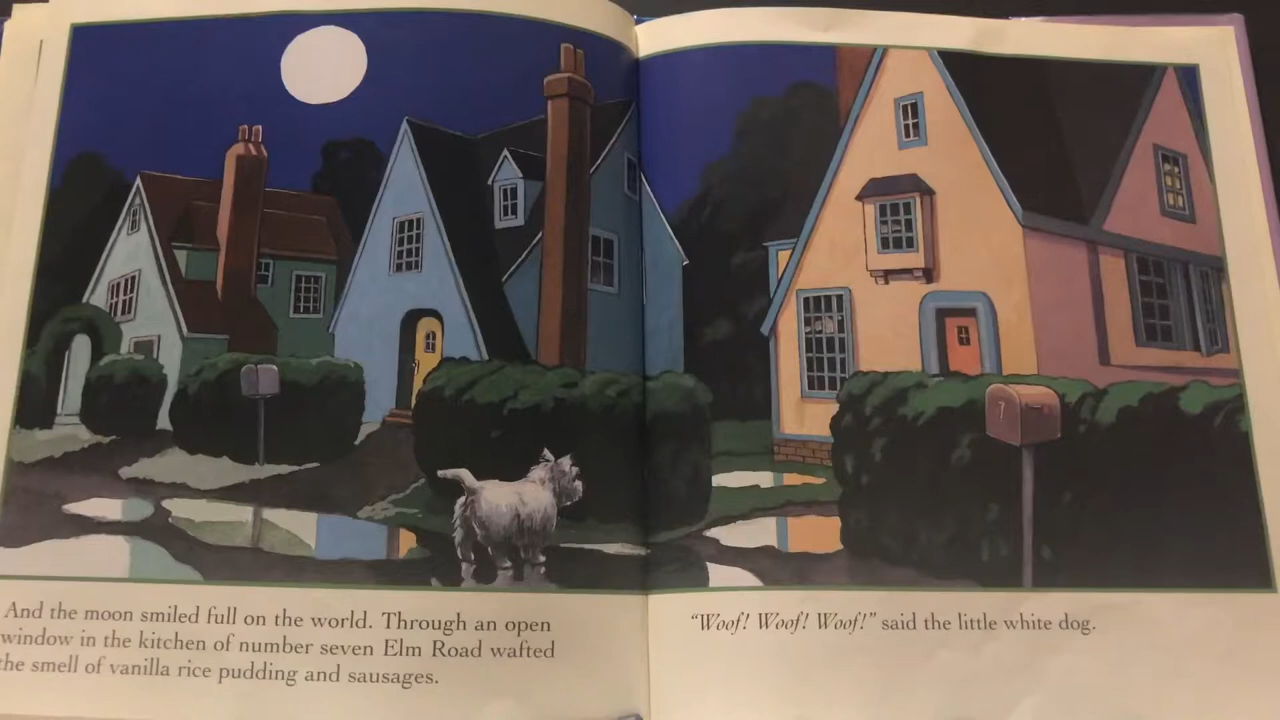 7
And the moon smiled full on the world. Through an open
window in the kitchen of number seven Elm Road wafted
the smell of vanilla rice pudding and sausages.
“Woof! Woof! Woof!” said the little white dog.